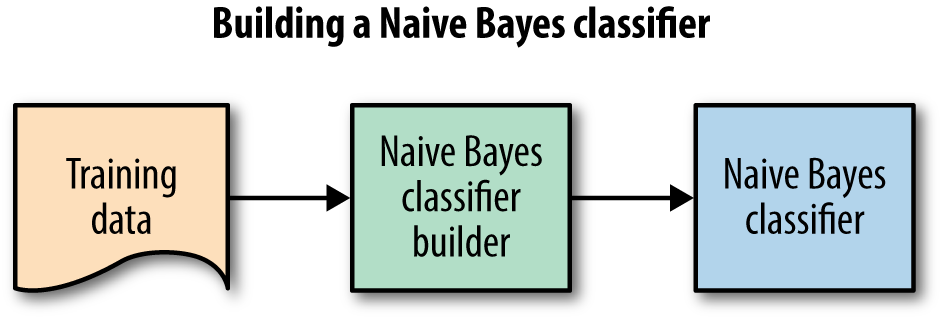 Building a Naive Bayes classifier
Training
data
Naive Bayes
classifier
builder
Naive Bayes
classifier